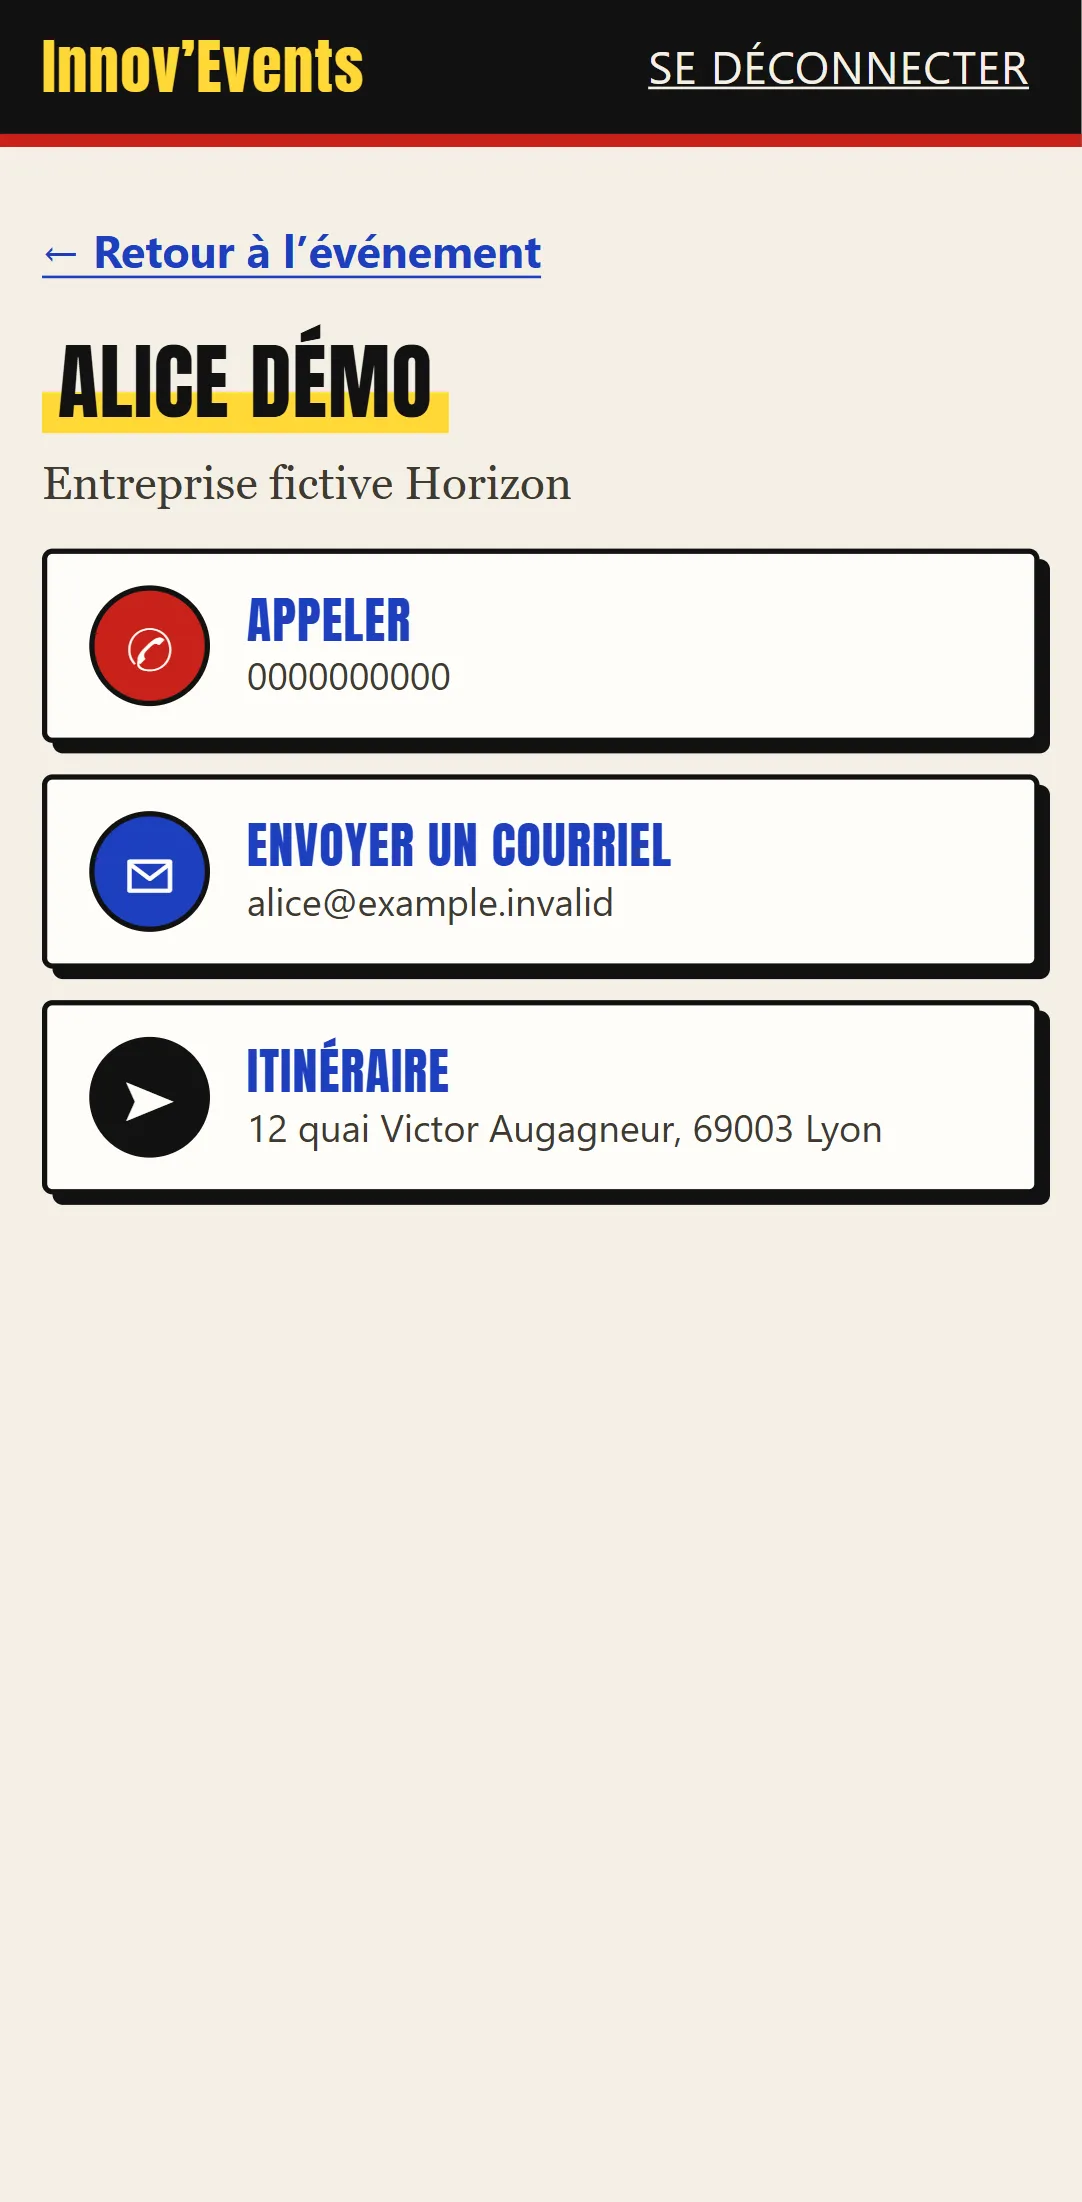 Innov’Events
SE DÉCONNECTER
← Retour à l’événement
ALICE DÉMO
Entreprise fictive Horizon
APPELER
0000000000
ENVOYER UN COURRIEL
alice@example.invalid
ITINÉRAIRE
12 quai Victor Augagneur, 69003 Lyon